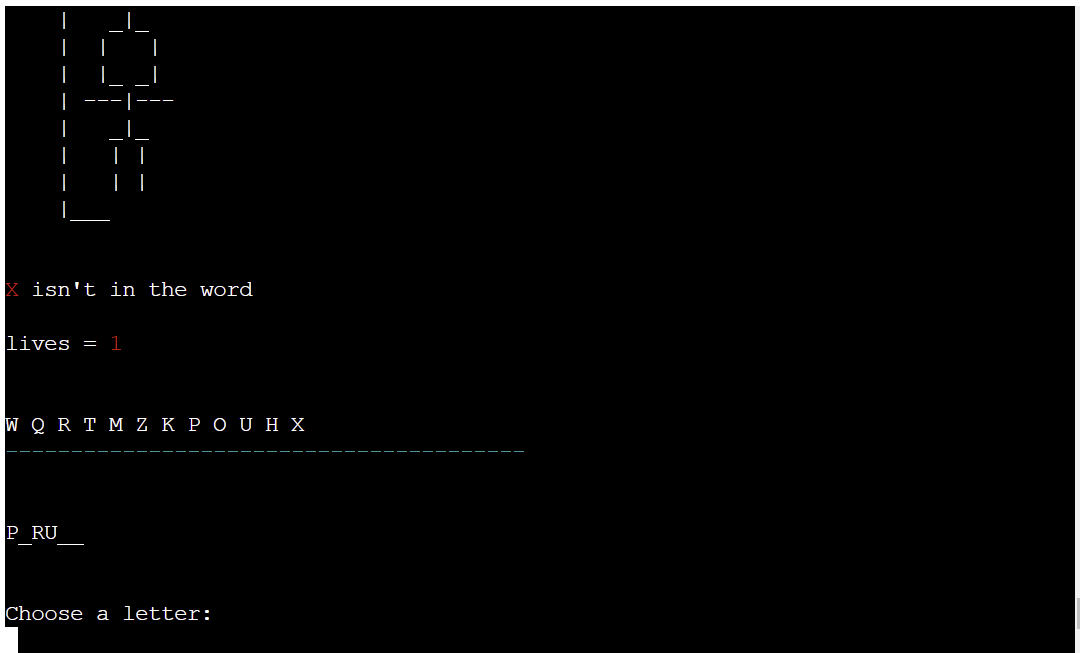 X isn't in the word
lives = 1
W Q R T M Z K P O U H X
----------------------------------------
P_RU__
Choose a letter: